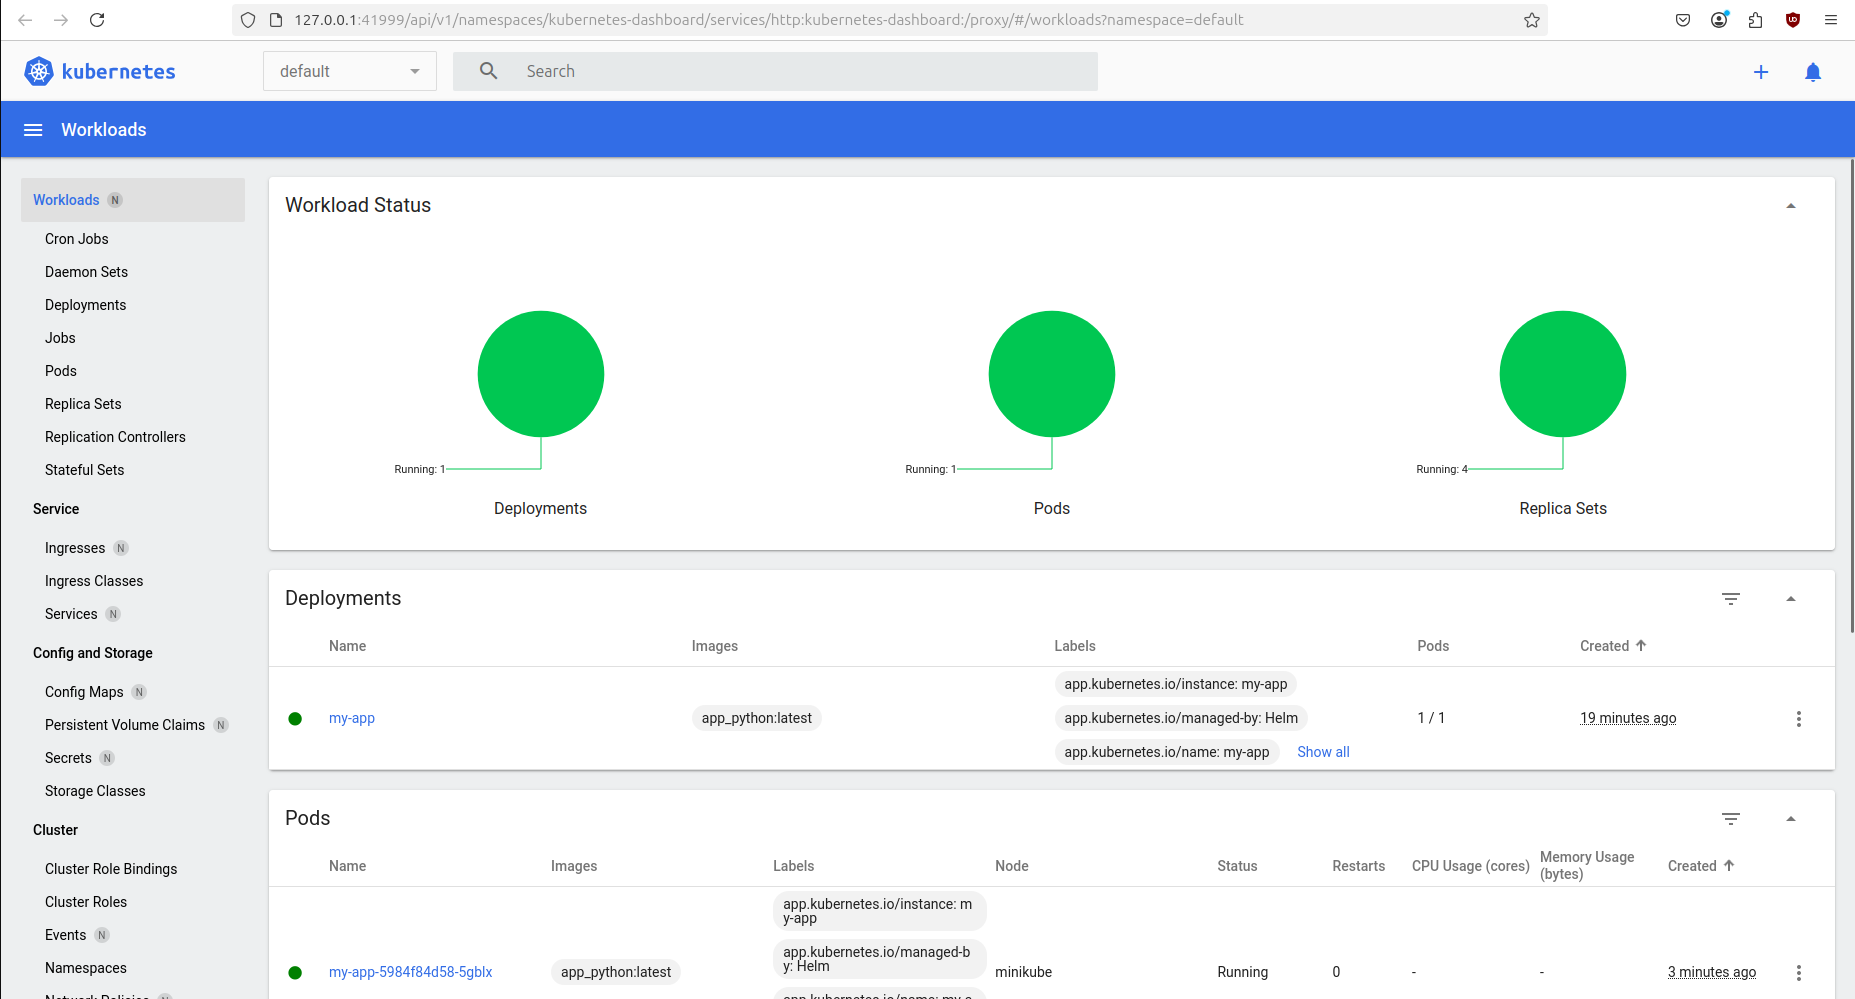 127.0.0.1:41999/api/v1/namespaces/kubernetes-dashboard/services/http:kubernetes-dashboard:/proxy/#/workloads?namespace=default
kubernetes
default
Search
Workloads
Workloads N
Cron Jobs
Daemon Sets
Deployments
Jobs
Pods
Replica Sets
Replication Controllers
Stateful Sets
Service
Ingresses N
Ingress Classes
Services N
Config and Storage
Config Maps N
Persistent Volume Claims N
Secrets N
Storage Classes
Cluster
Cluster Role Bindings
Cluster Roles
Events N
Namespaces
Network Policies N
Workload Status
Running: 1
Deployments
Running: 1
Pods
Running: 4
Replica Sets
Deployments
Name Images Labels Pods Created
my-app app_python:latest
app.kubernetes.io/instance: my-app
app.kubernetes.io/managed-by: Helm
app.kubernetes.io/name: my-app Show all
1 / 1 19 minutes ago
Pods
Name Images Labels Node Status Restarts CPU Usage (cores) Memory Usage
(bytes)
Created
my-app-5984f84d58-5gblx app_python:latest
app.kubernetes.io/instance: m
y-app
app.kubernetes.io/managed-b
y: Helm
app.kubernetes.io/name: my-a
minikube Running 0 - - 3 minutes ago